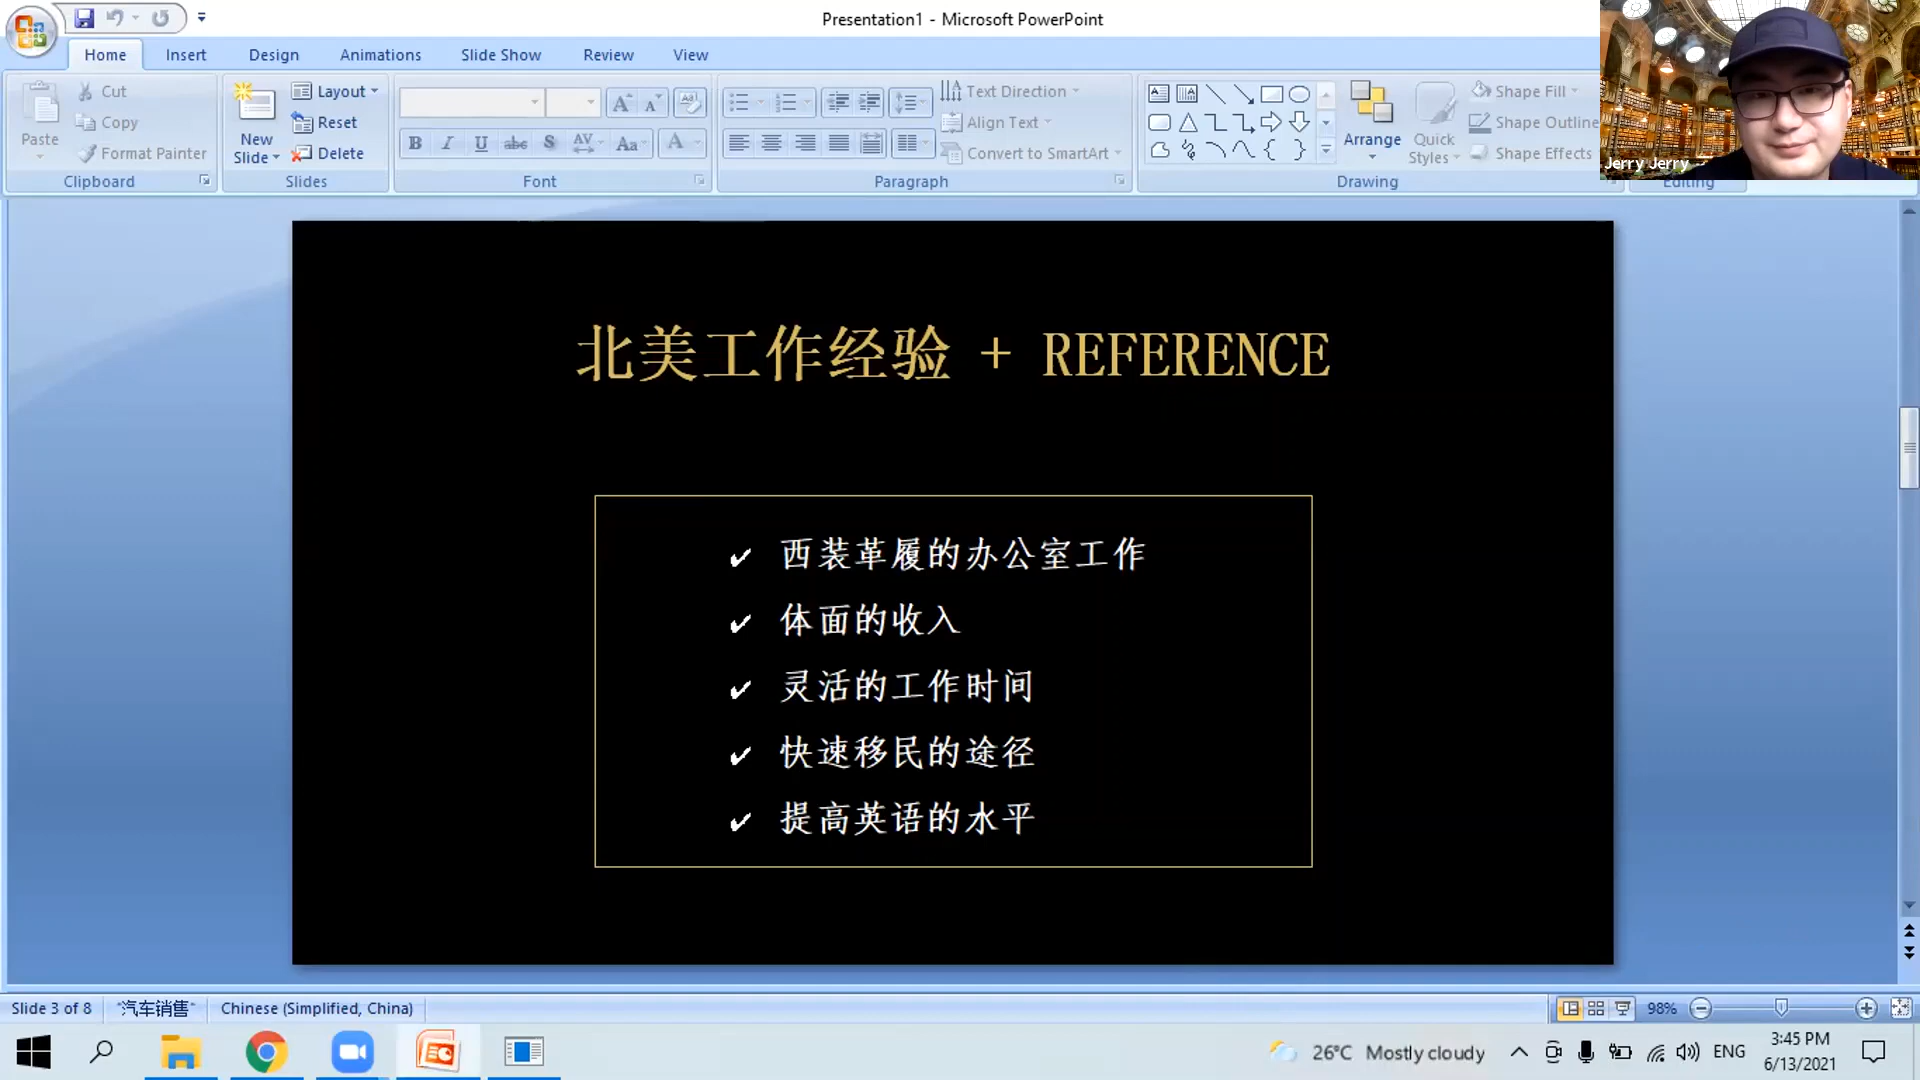 Presentation1 - Microsoft PowerPoint
Home Insert Design Animations Slide Show Review View
Paste
Cut
Copy
Format Painter
Clipboard
New Slide
Layout
Reset
Delete
Slides
B I U abc S AV Aa A
Font
Text Direction
Align Text
Convert to SmartArt
Paragraph
Arrange
Quick Styles
Shape Fill
Shape Outline
Shape Effects
Drawing
Editing
Jerry Jerry
北美工作经验 + REFERENCE
✔ 西装革履的办公室工作
✔ 体面的收入
✔ 灵活的工作时间
✔ 快速移民的途径
✔ 提高英语的水平
Slide 3 of 8 "汽车销售" Chinese (Simplified, China) 98%
26°C Mostly cloudy ENG 3:45 PM
6/13/2021